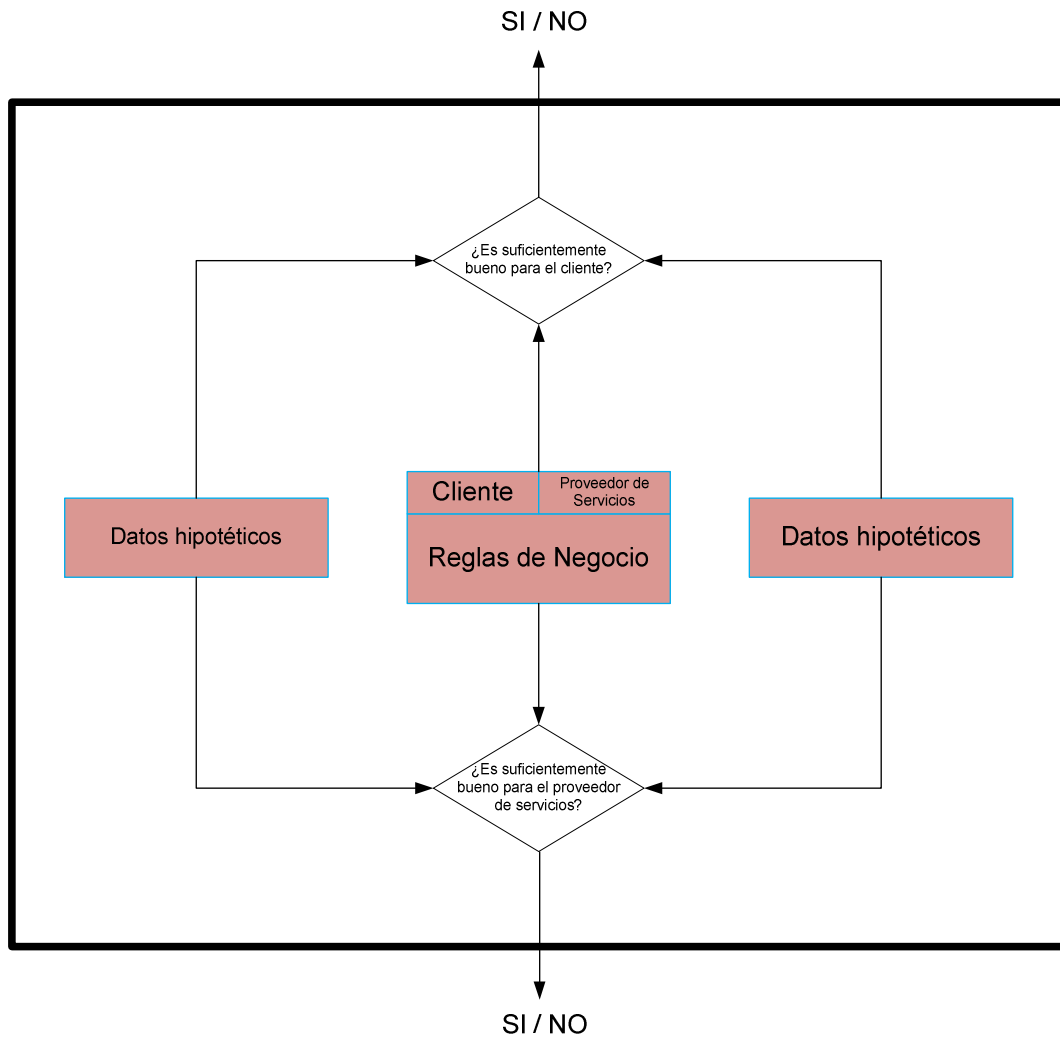 SI / NO
¿Es suficientemente
bueno para el cliente?
Cliente
Proveedor de
Servicios
Datos hipotéticos
Reglas de Negocio
Datos hipotéticos
¿Es suficientemente
bueno para el proveedor
de servicios?
SI / NO